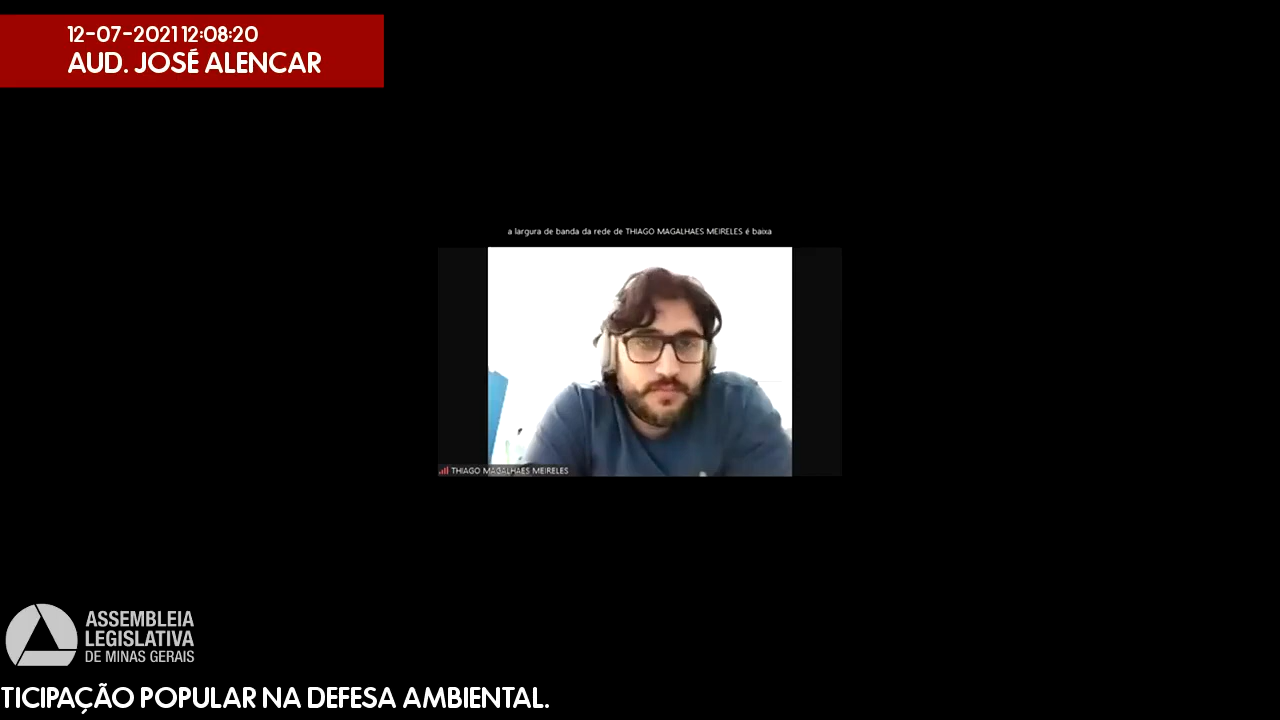 12-07-2021 12:08:20
AUD. JOSÉ ALENCAR
a largura de banda da rede de THIAGO MAGALHAES MEIRELES é baixa
THIAGO MAGALHAES MEIRELES
ASSEMBLEIA
LEGISLATIVA
DE MINAS GERAIS
TICIPAÇÃO POPULAR NA DEFESA AMBIENTAL.